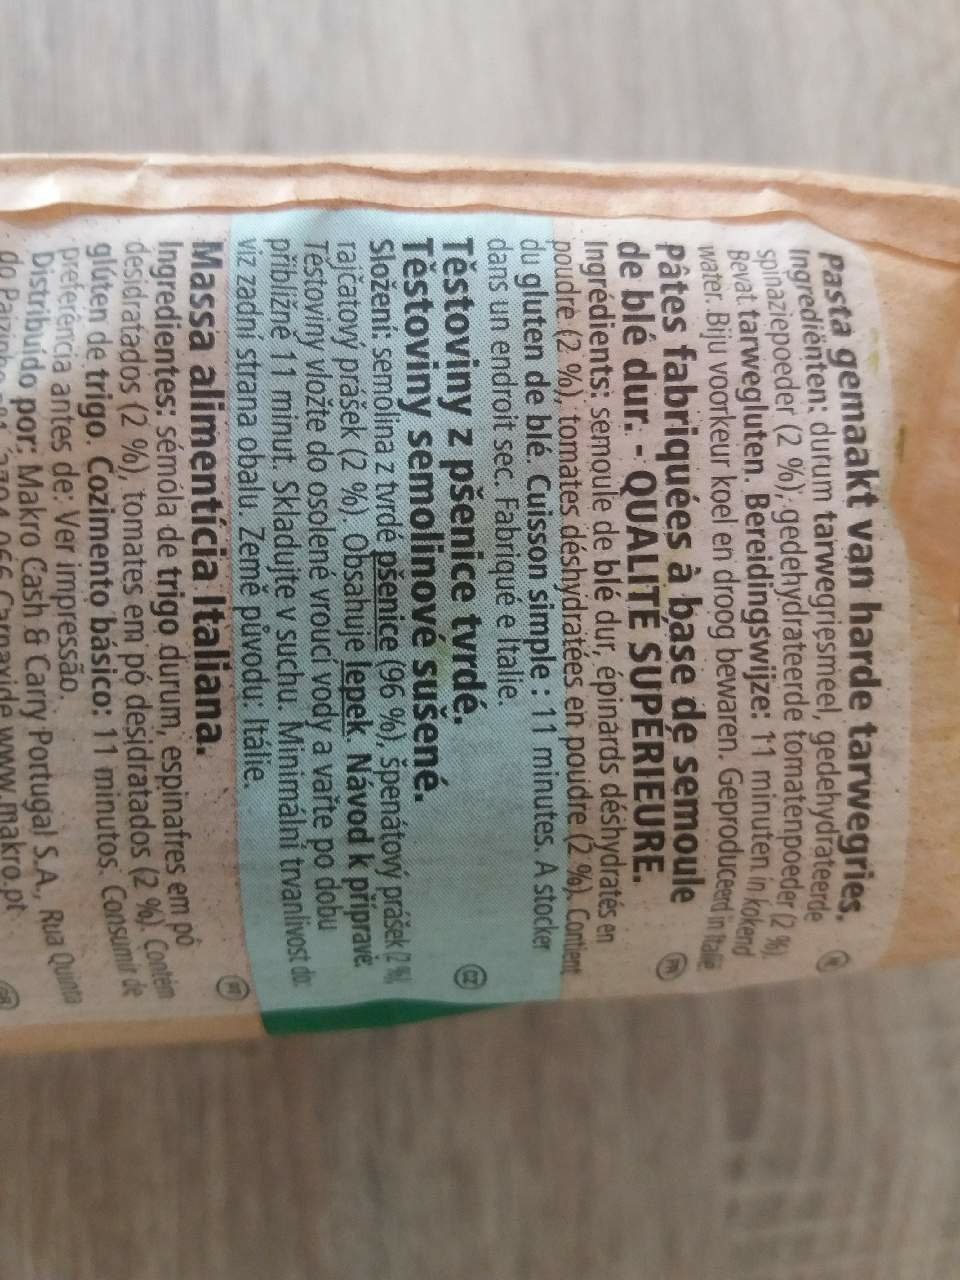 Pasta gemaakt van harde tarwegries.
Ingrediënten: durum tarwegriesmeel, gedehydrateerde
spinaziepoeder (2 %), gedehydrateerde tomatenpoeder (2 %).
Bevat tarwegluten. Bereidingswijze: 11 minuten in kokend
water. Bij voorkeur koel en droog bewaren. Geproduceerd in Italië
FR
Pâtes fabriquées à base de semoule
de blé dur. - QUALITÉ SUPÉRIEURE.
Ingrédients: semoule de blé dur, épinards déshydratés en
poudre (2 %), tomates déshydratées en poudre (2 %). Contient
du gluten de blé. Cuisson simple : 11 minutes. A stocker
dans un endroit sec. Fabriqué e Italie.
CZ
Těstoviny z pšenice tvrdé.
Těstoviny semolinové sušené.
Složení: semolina z tvrdé pšenice (96 %), špenátový prášek (2 %),
rajčatový prášek (2 %). Obsahuje lepek. Návod k přípravě:
Těstoviny vložte do osolené vroucí vody a vařte po dobu
přibližně 11 minut. Skladujte v suchu. Minimální trvanlivost do:
viz zadní strana obalu. Země původu: Itálie.
PT
Massa alimentícia Italiana.
Ingredientes: sémola de trigo durum, espinafres em pó
desidratados (2 %), tomates em pó desidratados (2 %). Contém
glúten de trigo. Cozimento básico: 11 minutos. Consumir de
preferência antes de: Ver impressão.
Distribuído por: Makro Cash & Carry Portugal S.A., Rua Quinta
do Carnaxide www.makro.pt